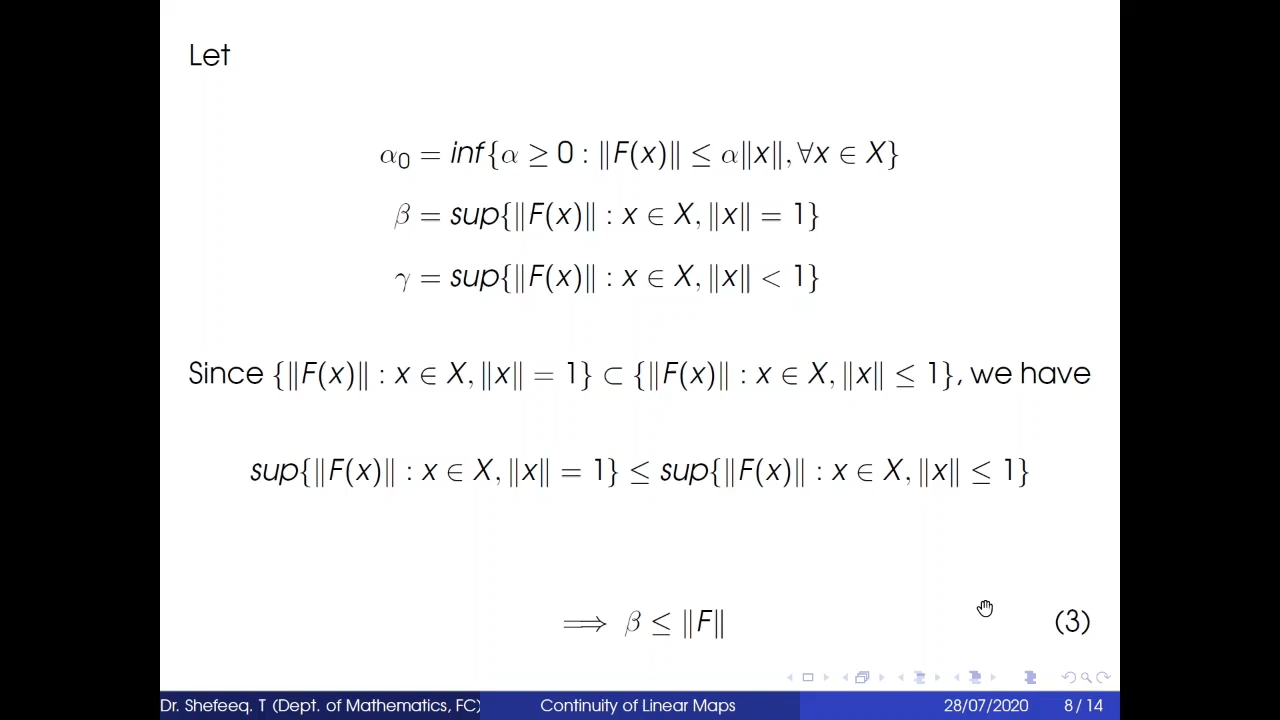 Let
α₀ = inf{α ≥ 0 : ‖F(x)‖ ≤ α‖x‖, ∀x ∈ X}
β = sup{‖F(x)‖ : x ∈ X, ‖x‖ = 1}
γ = sup{‖F(x)‖ : x ∈ X, ‖x‖ < 1}
Since {‖F(x)‖ : x ∈ X, ‖x‖ = 1} ⊂ {‖F(x)‖ : x ∈ X, ‖x‖ ≤ 1}, we have
sup{‖F(x)‖ : x ∈ X, ‖x‖ = 1} ≤ sup{‖F(x)‖ : x ∈ X, ‖x‖ ≤ 1}
⟹ β ≤ ‖F‖ (3)
Dr. Shefeeq. T (Dept. of Mathematics, FC) Continuity of Linear Maps 28/07/2020 8 / 14